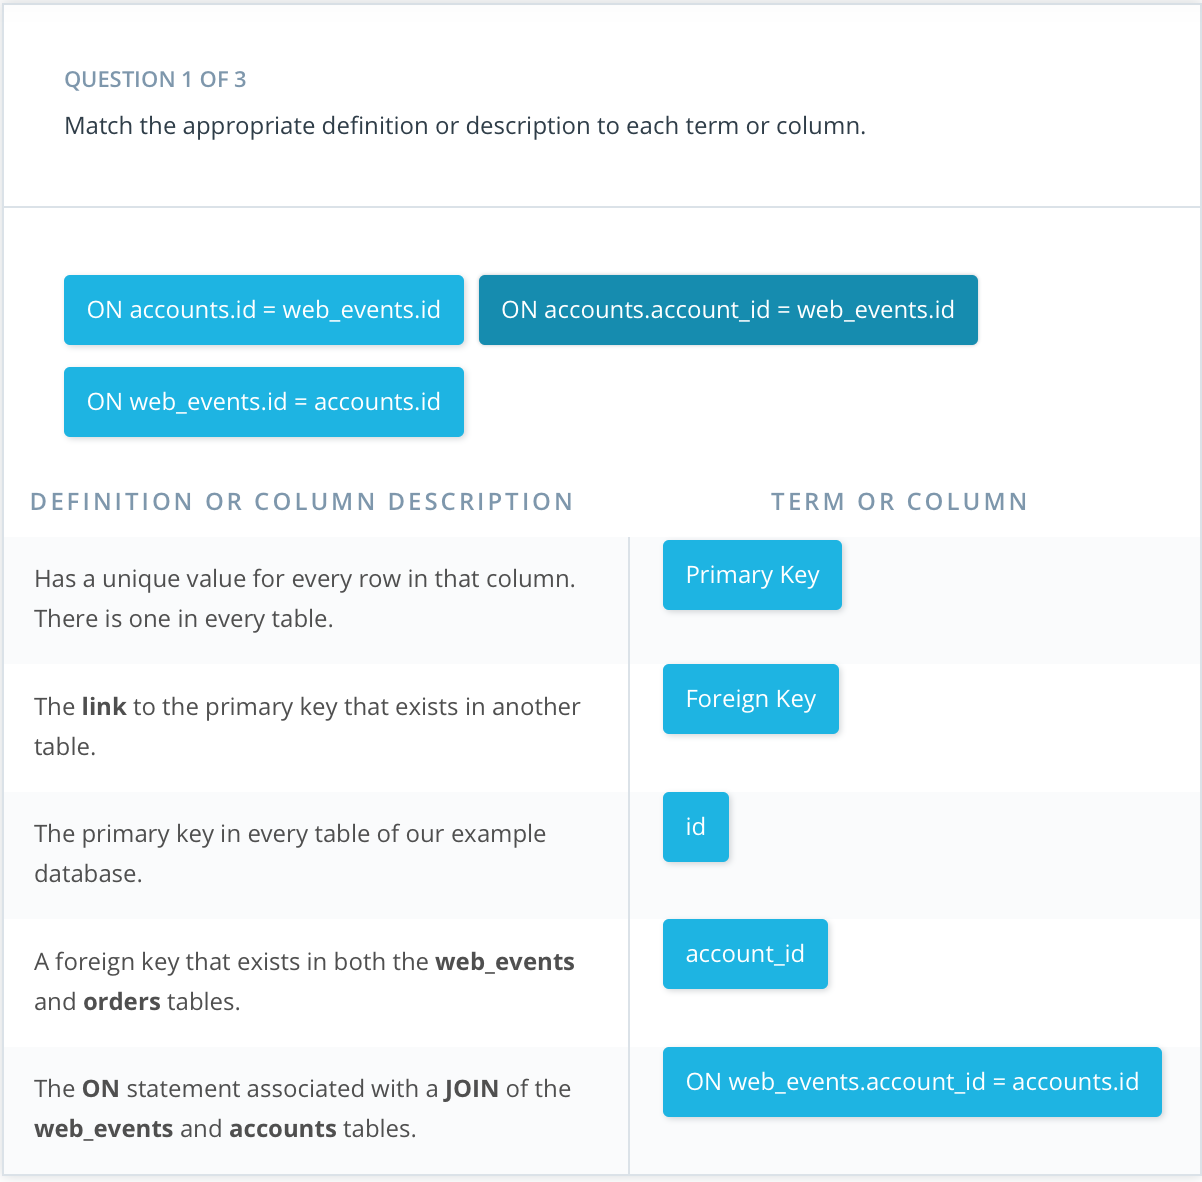 QUESTION 1 OF 3
Match the appropriate definition or description to each term or column.
ON accounts.id = web_events.id
ON accounts.account_id = web_events.id
ON web_events.id = accounts.id
DEFINITION OR COLUMN DESCRIPTION
TERM OR COLUMN
Has a unique value for every row in that column.
There is one in every table.
Primary Key
The link to the primary key that exists in another
table.
Foreign Key
The primary key in every table of our example
database.
id
A foreign key that exists in both the web_events
and orders tables.
account_id
The ON statement associated with a JOIN of the
web_events and accounts tables.
ON web_events.account_id = accounts.id